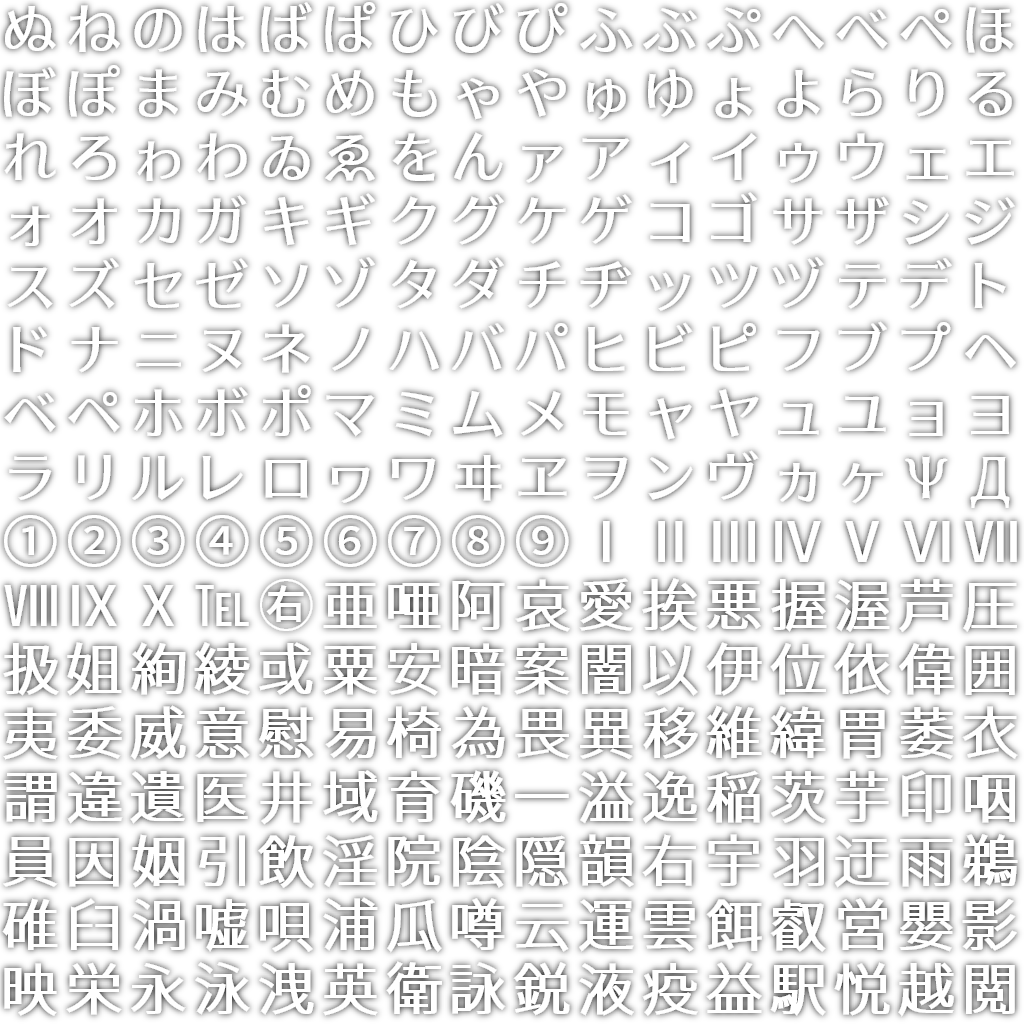 ぬねのはばぱひびぴふぶぷへべぺほ
ぼぽまみむめもゃやゅゆょよらりる
れろゎわゐゑをんァアィイゥウェエ
ォオカガキギクグケゲコゴサザシジ
スズセゼソゾタダチヂッツヅテデト
ドナニヌネノハバパヒビピフブプヘ
ベペホボポマミムメモャヤュユョヨ
ラリルレロヮワヰヱヲンヴヵヶΨД
①②③④⑤⑥⑦⑧⑨ⅠⅡⅢⅣⅤⅥⅦ
ⅧⅨⅩ℡㊨亜唖阿哀愛挨悪握渥芦圧
扱姐絢綾或粟安暗案闇以伊位依偉囲
夷委威意慰易椅為畏異移維緯胃萎衣
謂違遺医井域育磯一溢逸稲茨芋印咽
員因姻引飲淫院陰隠韻右宇羽迂雨鵜
碓臼渦嘘唄浦瓜噂云運雲餌叡営嬰影
映栄永泳洩英衛詠鋭液疫益駅悦越閲